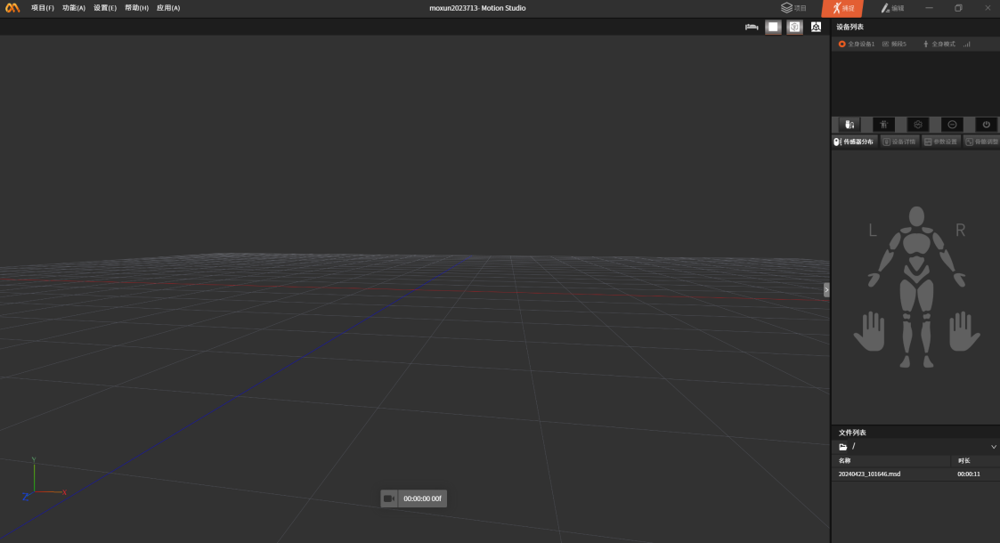 项目(F) 功能(A) 设置(E) 帮助(H) 应用(A) moxun2023713- Motion Studio 项目 捕捉 编辑
设备列表
全身设备1 频段5 全身模式
传感器分布 设备详情 参数设置 骨骼调整
L R
文件列表
/
名称 时长
20240423_101646.msd 00:00:11
Y
Z X
00:00:00 00f